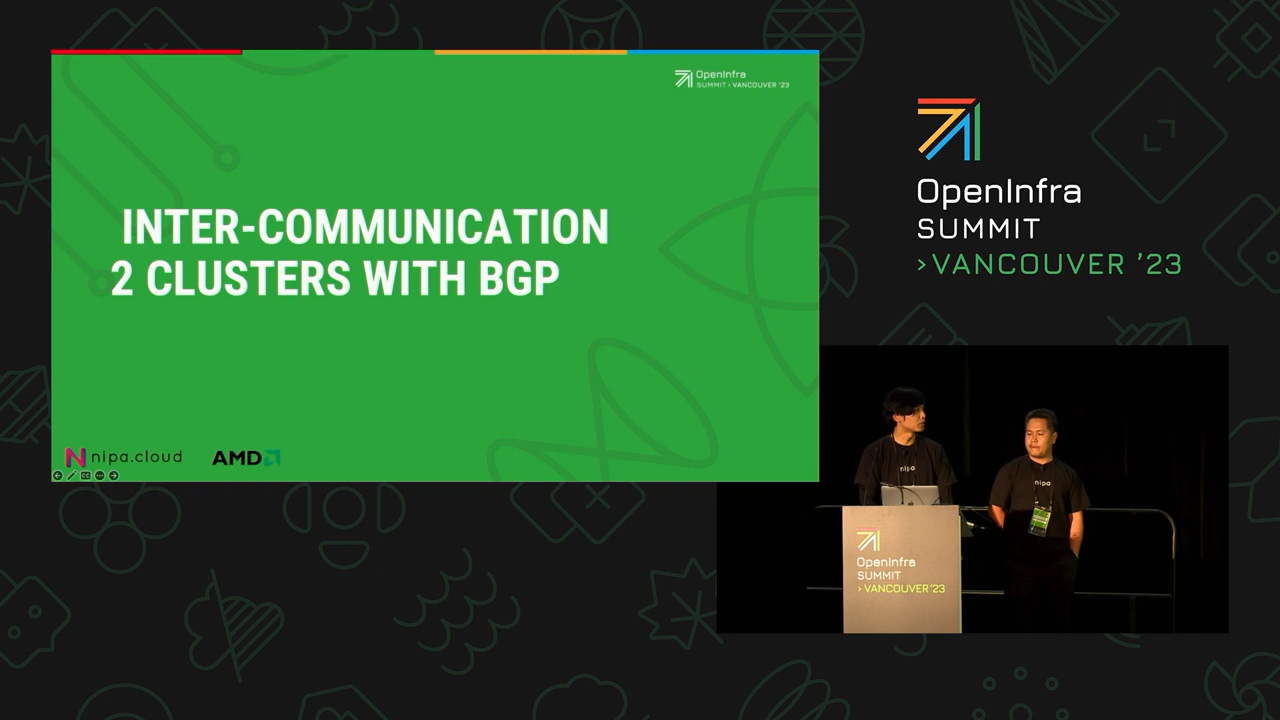 OpenInfra
SUMMIT › VANCOUVER '23
INTER-COMMUNICATION
2 CLUSTERS WITH BGP
nipa.cloud
AMD
OpenInfra
SUMMIT
›VANCOUVER '23
nipa
nipa
OpenInfra
SUMMIT
›VANCOUVER '23